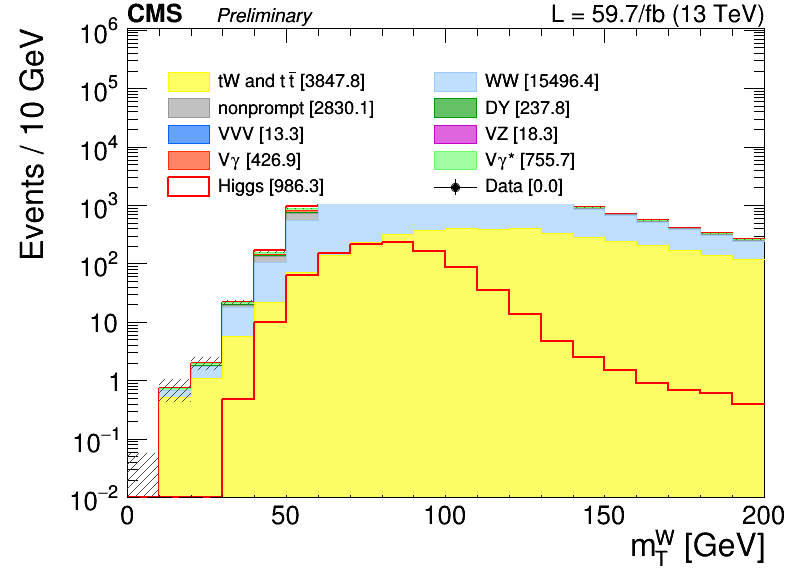 CMS Preliminary L = 59.7/fb (13 TeV)
Events / 10 GeV
10⁶
10⁵
10⁴
10³
10²
10
1
10⁻¹
10⁻²
tW and tt̄ [3847.8]
WW [15496.4]
nonprompt [2830.1]
DY [237.8]
VVV [13.3]
VZ [18.3]
Vγ [426.9]
Vγ* [755.7]
Higgs [986.3]
Data [0.0]
0 50 100 150 200
m_T^W [GeV]